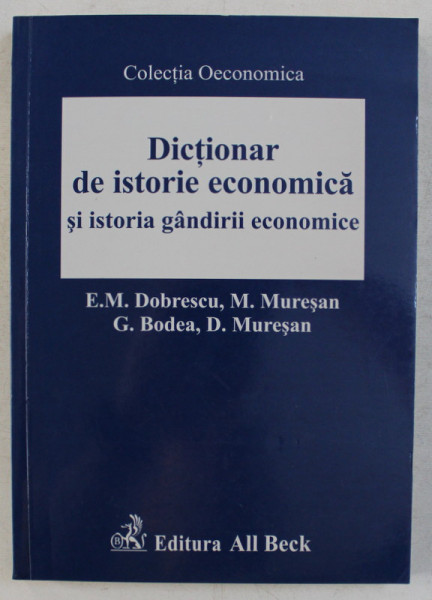 Colecția Oeconomica
Dicționar
de istorie economică
și istoria gândirii economice
E.M. Dobrescu, M. Mureșan
G. Bodea, D. Mureșan
B
Editura All Beck